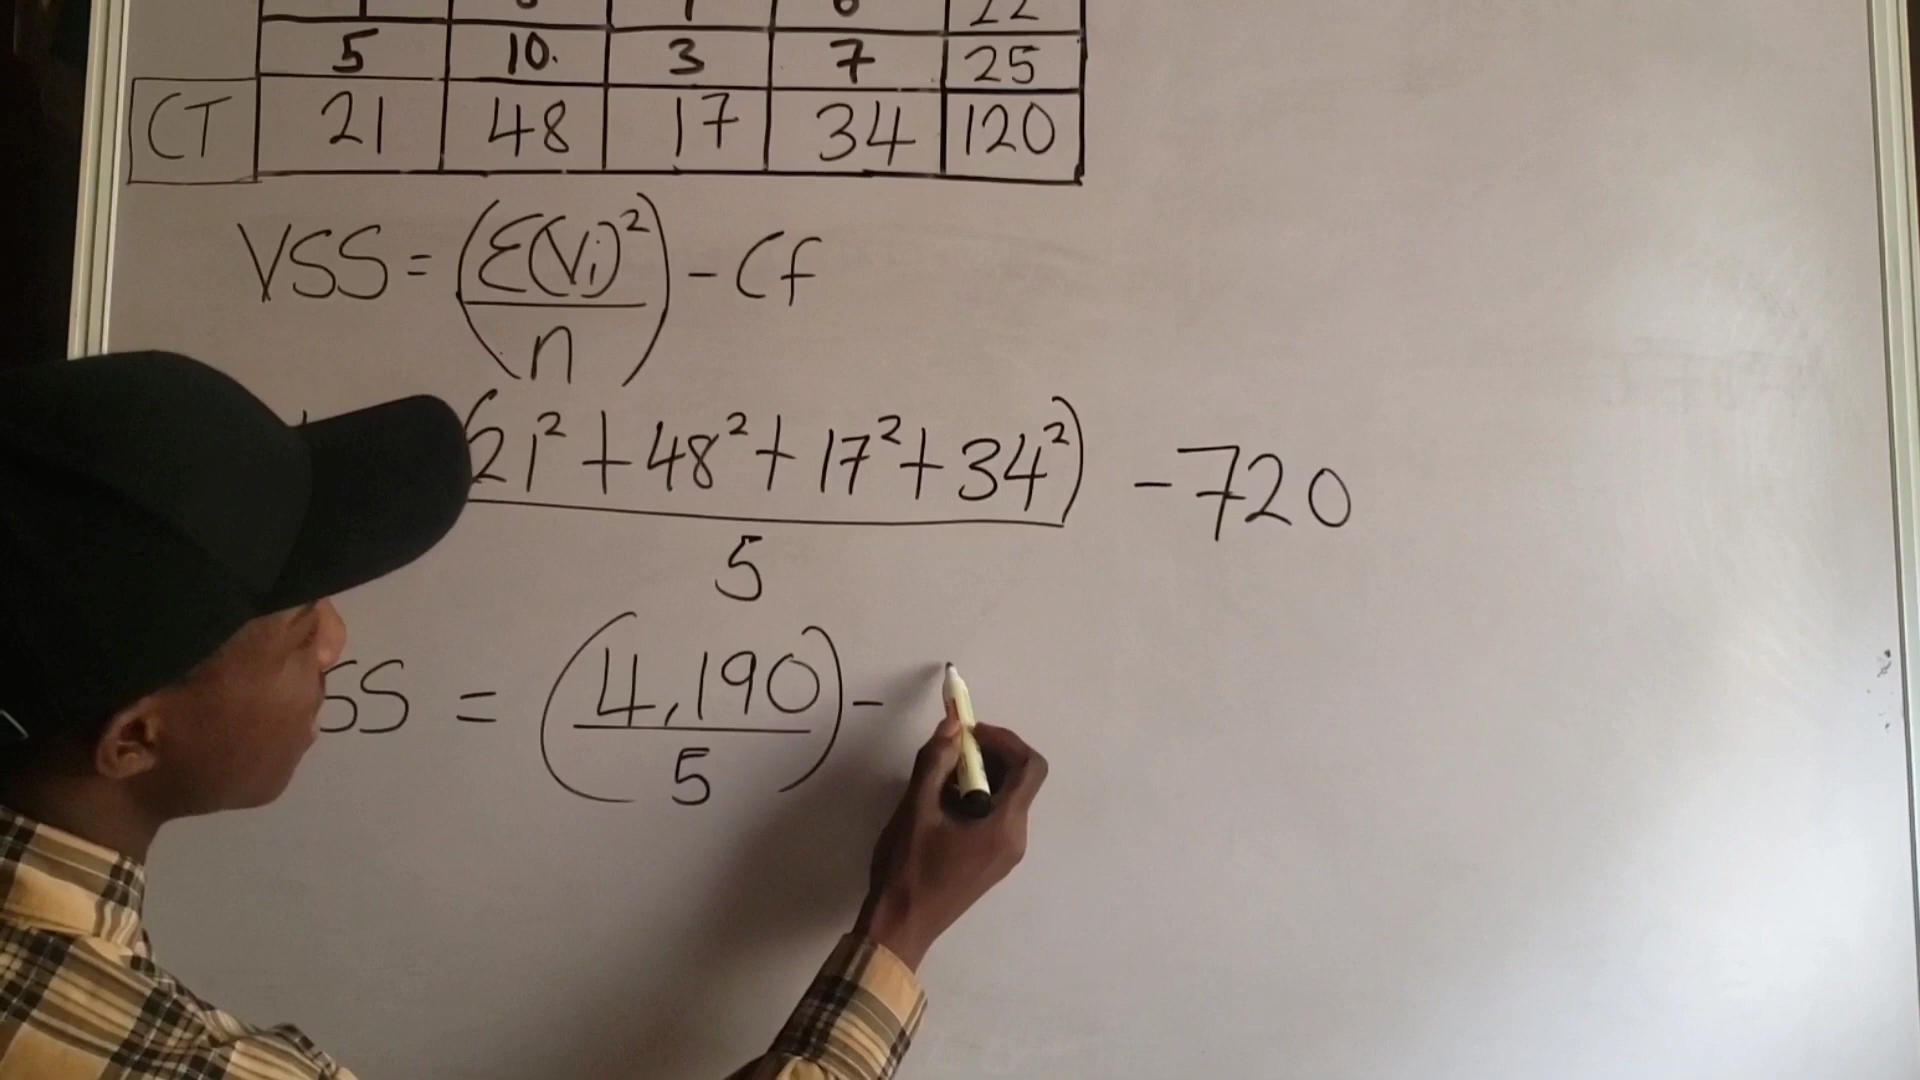 22
5 10. 3 7 25
CT 21 48 17 34 120
VSS = (Σ(Vi)² / n) - Cf
(21² + 48² + 17² + 34²) / 5 - 720
SS = (4,190 / 5) -